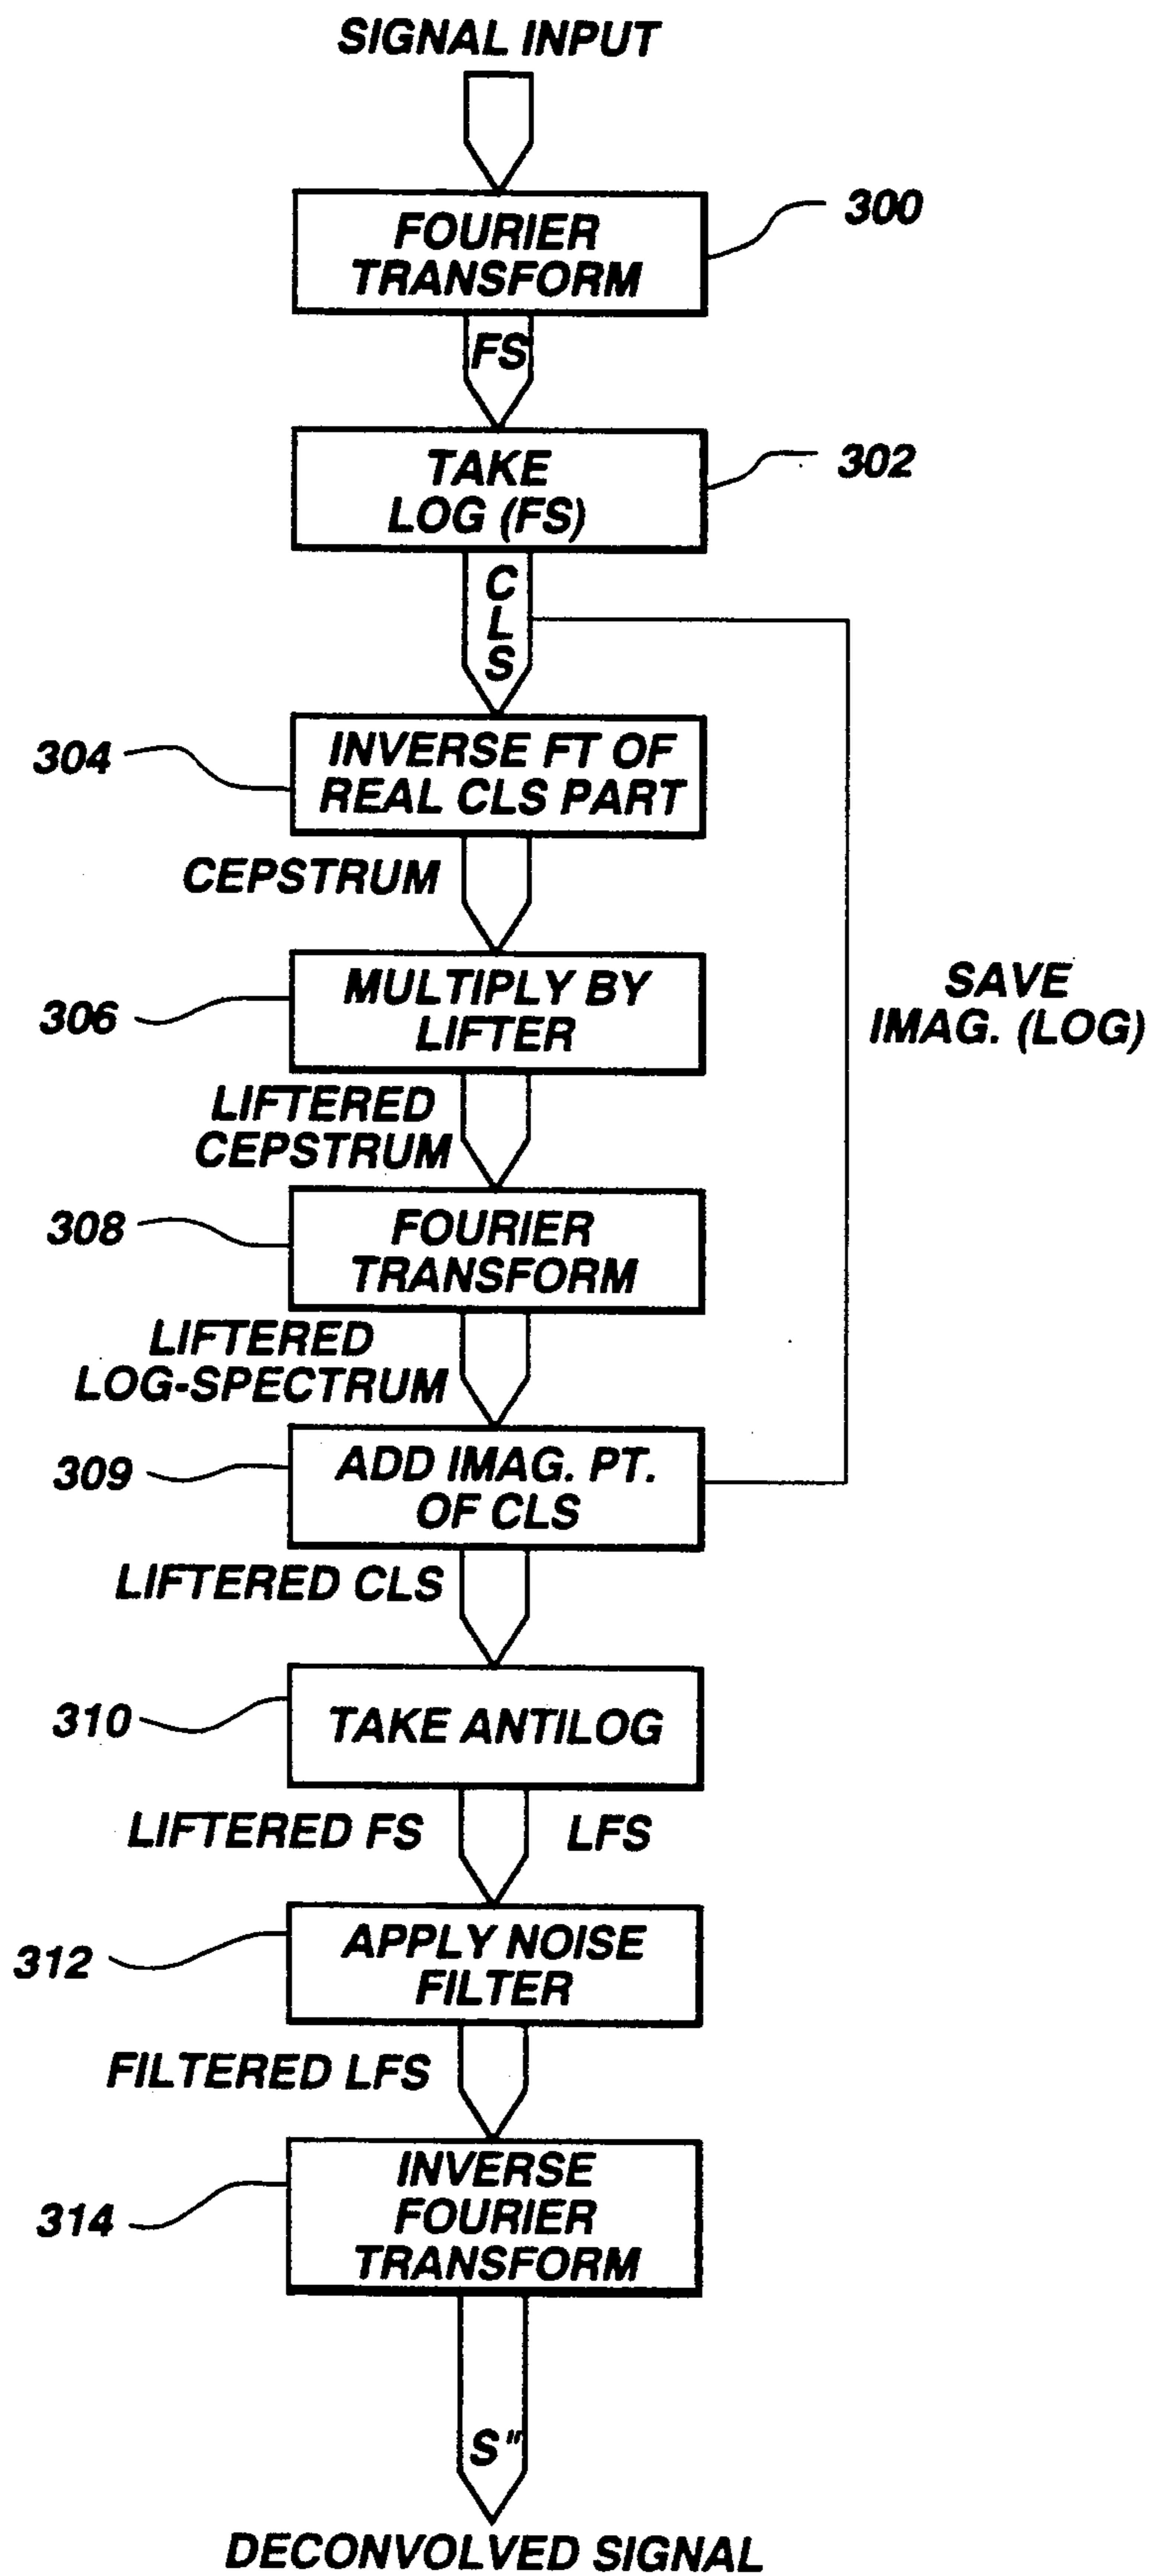 SIGNAL INPUT
FOURIER
TRANSFORM
300
FS
TAKE
LOG (FS)
302
C
L
S
304
INVERSE FT OF
REAL CLS PART
CEPSTRUM
306
MULTIPLY BY
LIFTER
SAVE
IMAG. (LOG)
LIFTERED
CEPSTRUM
308
FOURIER
TRANSFORM
LIFTERED
LOG-SPECTRUM
309
ADD IMAG. PT.
OF CLS
LIFTERED CLS
310
TAKE ANTILOG
LIFTERED FS
LFS
312
APPLY NOISE
FILTER
FILTERED LFS
314
INVERSE
FOURIER
TRANSFORM
S"
DECONVOLVED SIGNAL